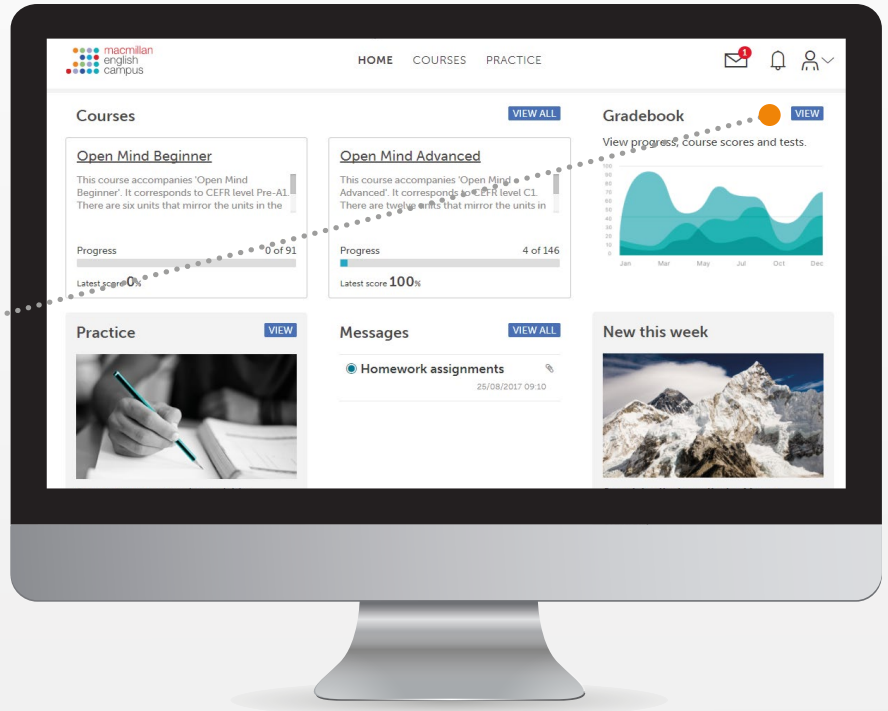 macmillan
english
campus
HOME COURSES PRACTICE
1
Courses
VIEW ALL
Open Mind Beginner
This course accompanies 'Open Mind
Beginner'. It corresponds to CEFR level Pre-A1.
There are six units that mirror the units in the
Progress 0 of 91
Latest score 0%
Open Mind Advanced
This course accompanies 'Open Mind
Advanced'. It corresponds to CEFR level C1.
There are twelve units that mirror the units in
Progress 4 of 146
Latest score 100%
Gradebook
VIEW
View progress, course scores and tests.
100
90
80
70
60
50
40
30
20
10
0
Jan Mar May Jul Oct Dec
Practice
VIEW
Messages
VIEW ALL
Homework assignments
25/08/2017 09:10
New this week